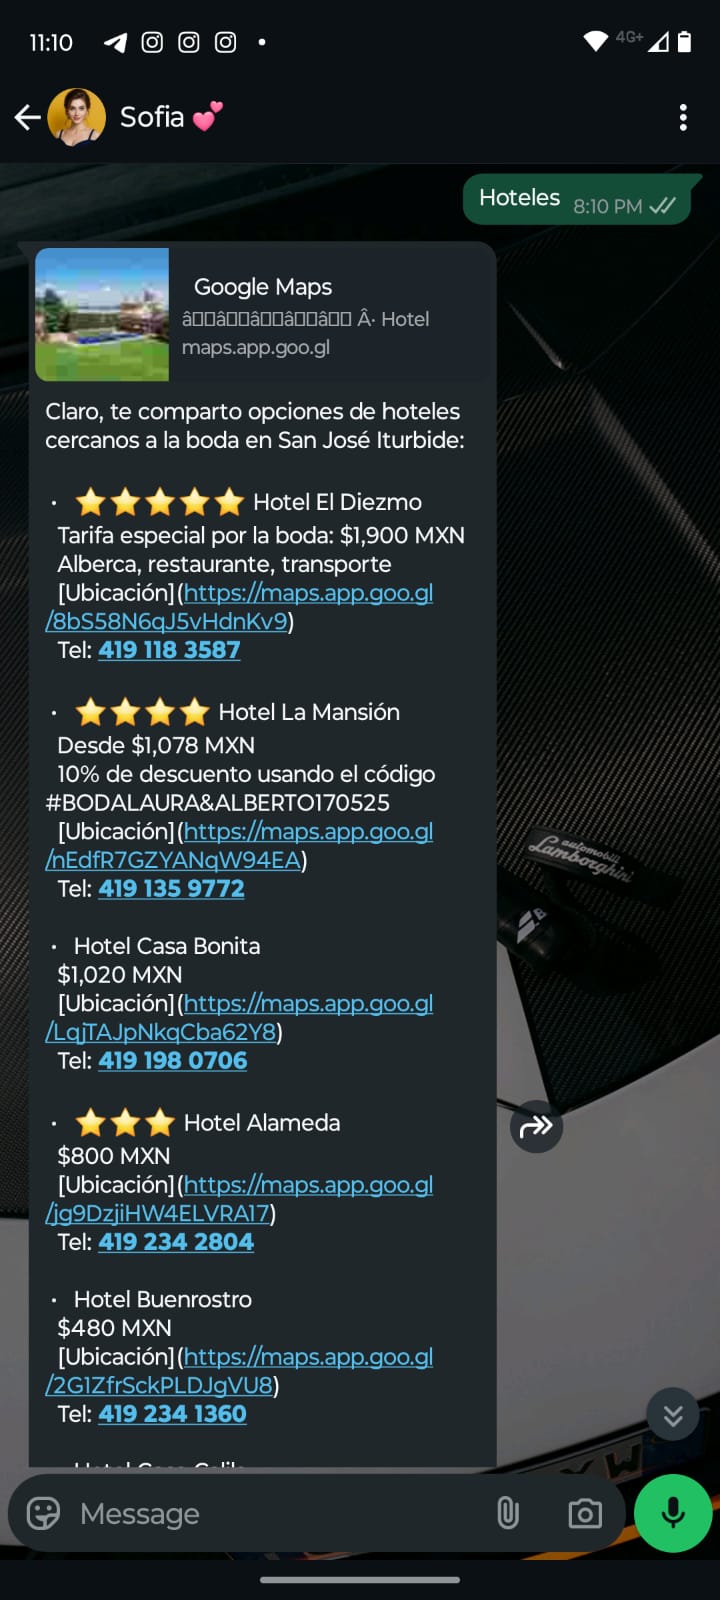 11:10
4G+
Sofia 💕
Hoteles 8:10 PM
Google Maps
â Â· Hotel
maps.app.goo.gl
Claro, te comparto opciones de hoteles
cercanos a la boda en San José Iturbide:
· ⭐⭐⭐⭐⭐ Hotel El Diezmo
Tarifa especial por la boda: $1,900 MXN
Alberca, restaurante, transporte
[Ubicación](https://maps.app.goo.gl
/8bS58N6qJ5vHdnKv9)
Tel: 419 118 3587
· ⭐⭐⭐⭐ Hotel La Mansión
Desde $1,078 MXN
10% de descuento usando el código
#BODALAURA&ALBERTO170525
[Ubicación](https://maps.app.goo.gl
/nEdfR7GZYANqW94EA)
Tel: 419 135 9772
automobili
Lamborghini
· Hotel Casa Bonita
$1,020 MXN
[Ubicación](https://maps.app.goo.gl
/LqjTAJpNkqCba62Y8)
Tel: 419 198 0706
· ⭐⭐⭐ Hotel Alameda
$800 MXN
[Ubicación](https://maps.app.goo.gl
/jg9DzjiHW4ELVRA17)
Tel: 419 234 2804
· Hotel Buenrostro
$480 MXN
[Ubicación](https://maps.app.goo.gl
/2G1ZfrSckPLDJgVU8)
Tel: 419 234 1360
Message